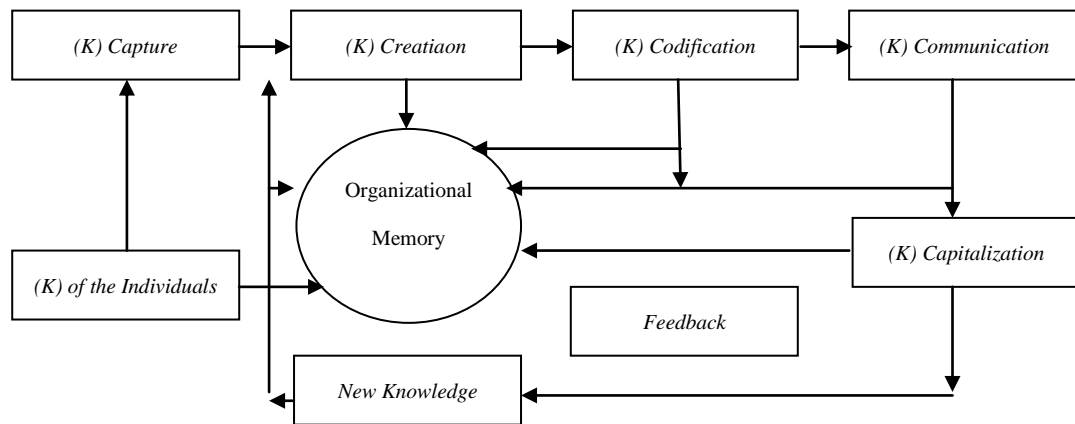 (K) Capture
(K) Creatiaon
(K) Codification
(K) Communication
Organizational
Memory
(K) Capitalization
(K) of the Individuals
Feedback
New Knowledge